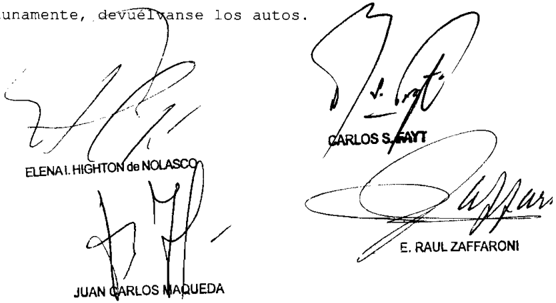 unamente, devuélvanse los autos.
ELENA I. HIGHTON de NOLASCO
CARLOS S. FAYT
JUAN CARLOS MAQUEDA
E. RAUL ZAFFARONI